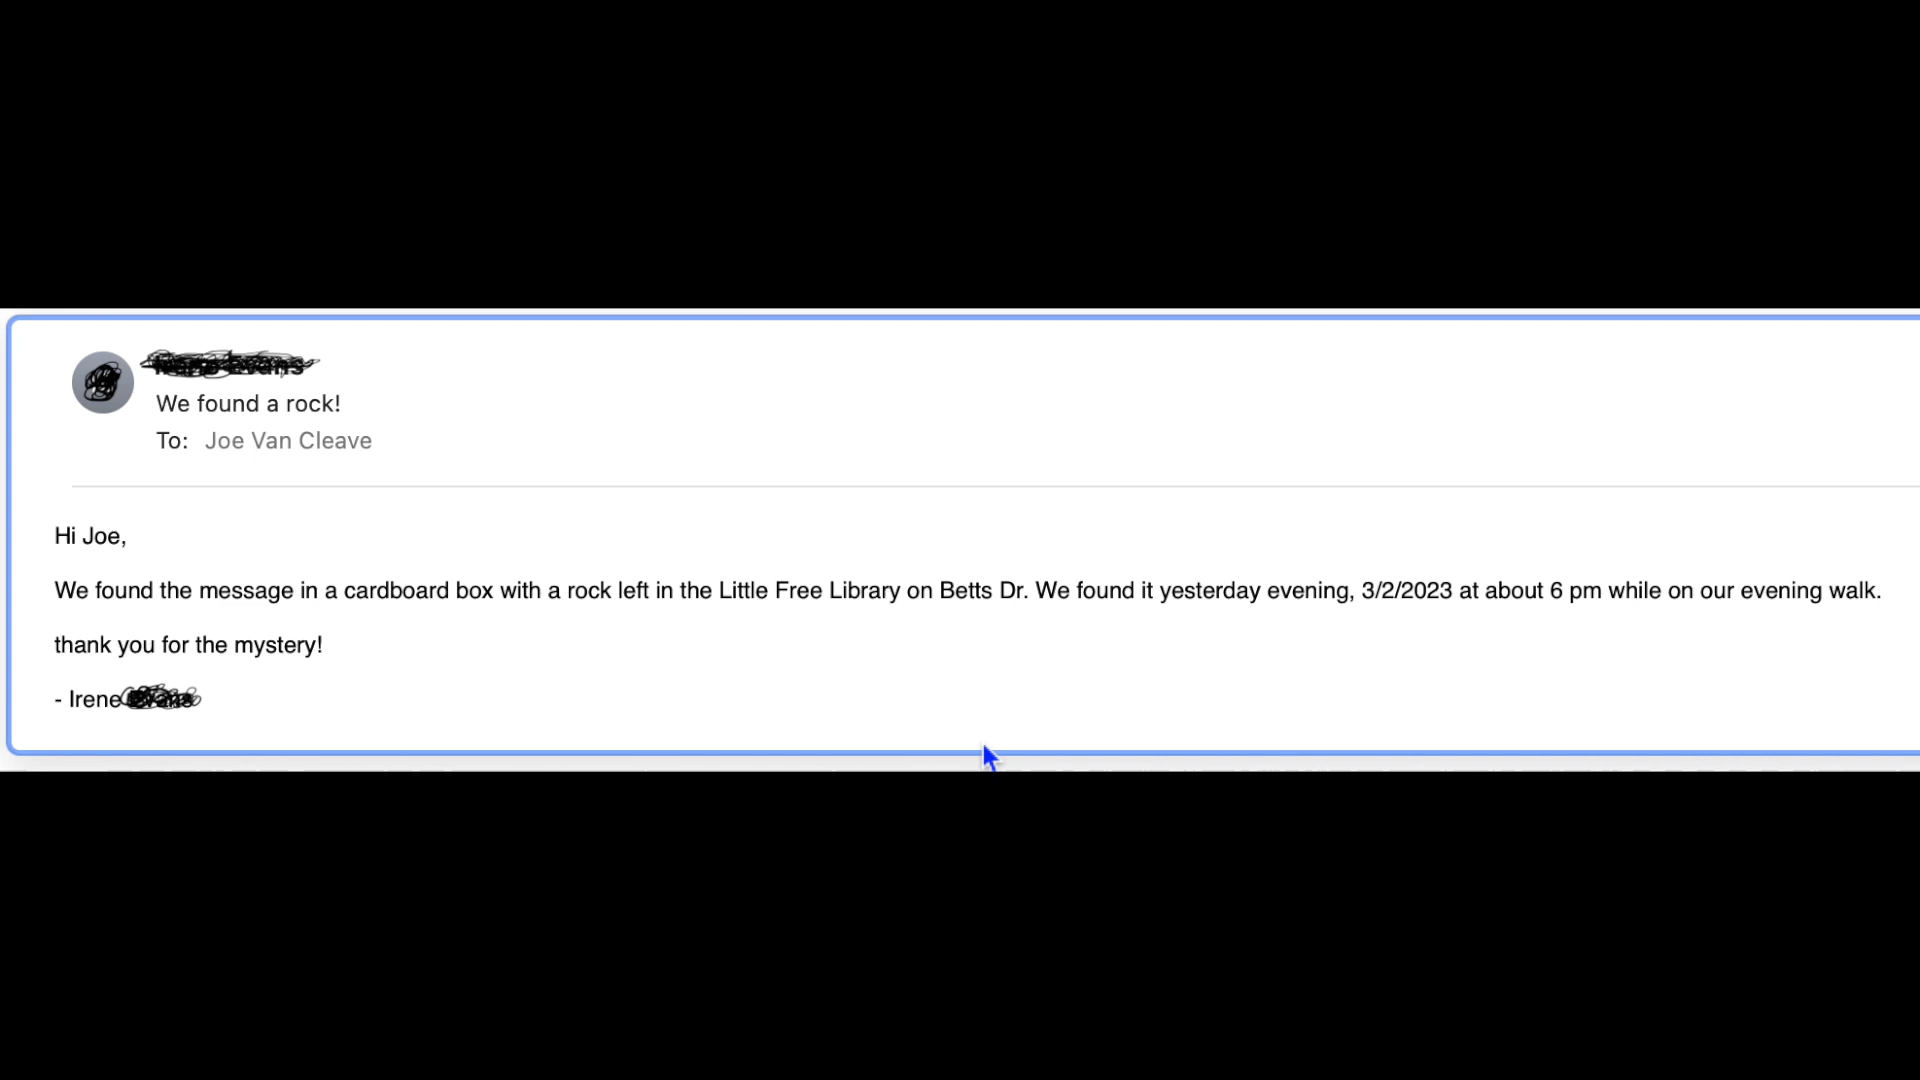 We found a rock!
To: Joe Van Cleave
Hi Joe,
We found the message in a cardboard box with a rock left in the Little Free Library on Betts Dr. We found it yesterday evening, 3/2/2023 at about 6 pm while on our evening walk.
thank you for the mystery!
- Irene